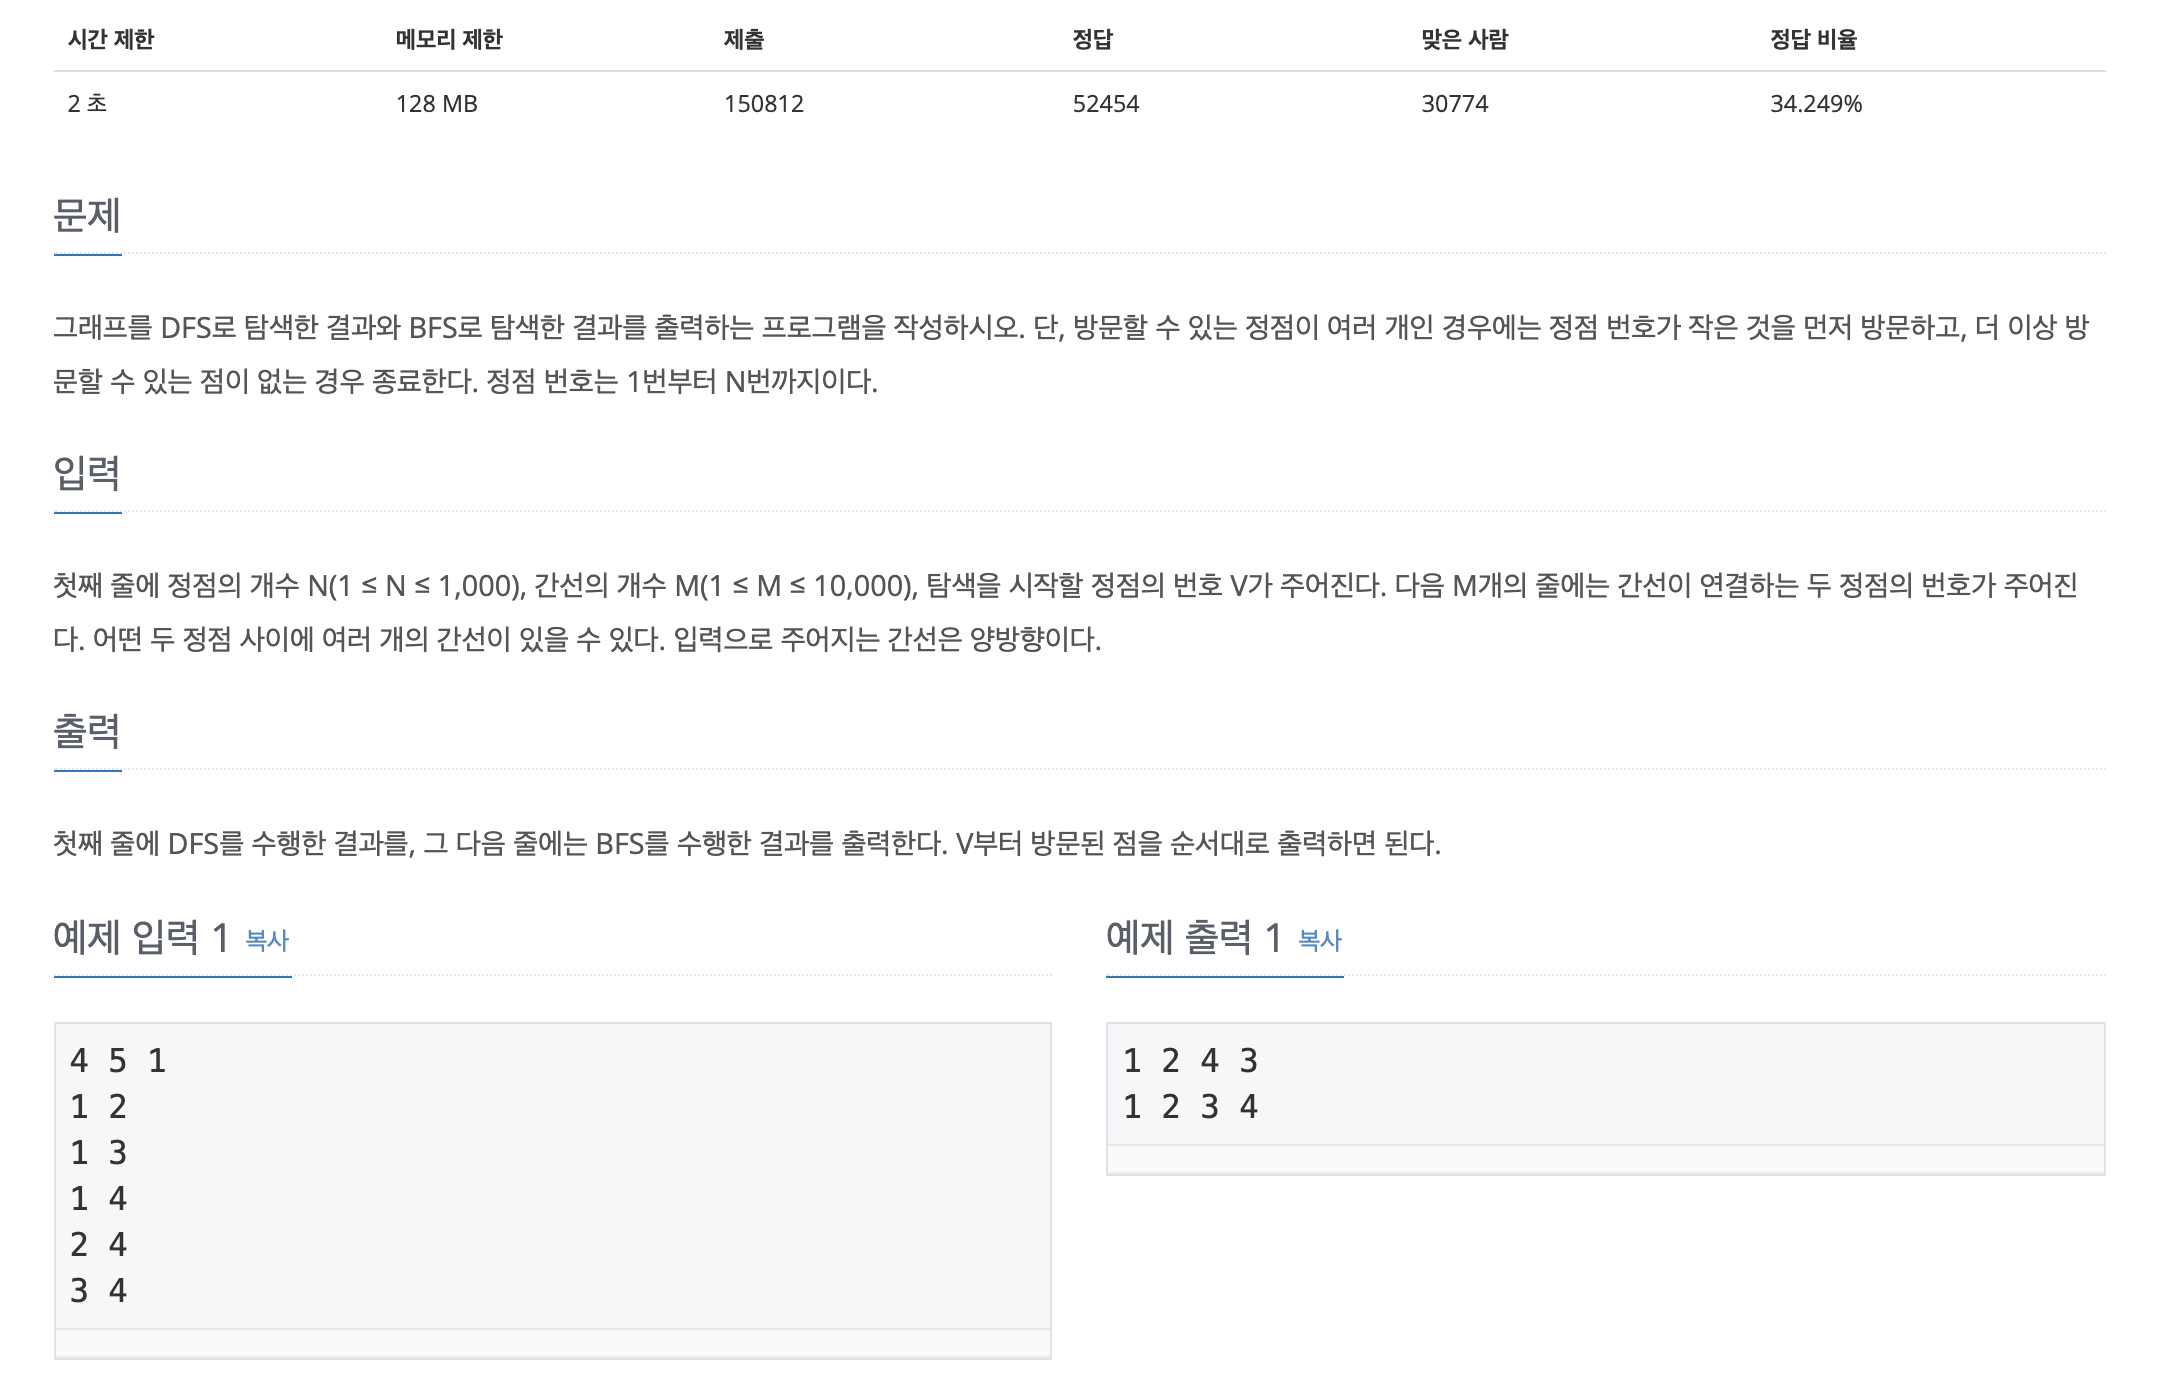 시간 제한 메모리 제한 제출 정답 맞은 사람 정답 비율
2 초 128 MB 150812 52454 30774 34.249%
문제
그래프를 DFS로 탐색한 결과와 BFS로 탐색한 결과를 출력하는 프로그램을 작성하시오. 단, 방문할 수 있는 정점이 여러 개인 경우에는 정점 번호가 작은 것을 먼저 방문하고, 더 이상 방
문할 수 있는 점이 없는 경우 종료한다. 정점 번호는 1번부터 N번까지이다.
입력
첫째 줄에 정점의 개수 N(1 ≤ N ≤ 1,000), 간선의 개수 M(1 ≤ M ≤ 10,000), 탐색을 시작할 정점의 번호 V가 주어진다. 다음 M개의 줄에는 간선이 연결하는 두 정점의 번호가 주어진
다. 어떤 두 정점 사이에 여러 개의 간선이 있을 수 있다. 입력으로 주어지는 간선은 양방향이다.
출력
첫째 줄에 DFS를 수행한 결과를, 그 다음 줄에는 BFS를 수행한 결과를 출력한다. V부터 방문된 점을 순서대로 출력하면 된다.
예제 입력 1 복사
4 5 1
1 2
1 3
1 4
2 4
3 4
예제 출력 1 복사
1 2 4 3
1 2 3 4